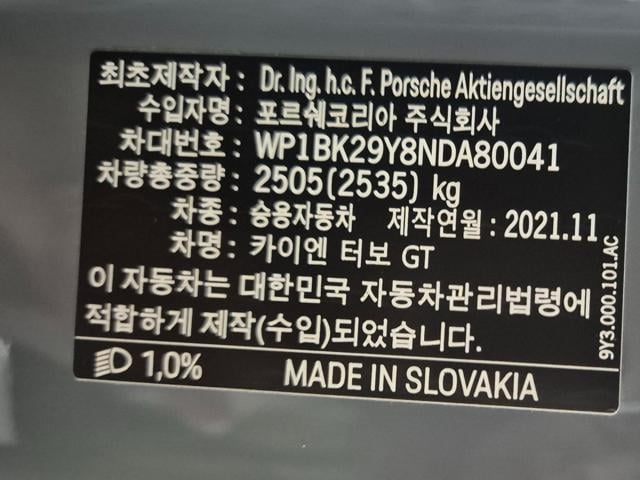 최초제작자 : Dr. Ing. h.c. F. Porsche Aktiengesellschaft
수입자명 : 포르쉐코리아 주식회사
차대번호 : WP1BK29Y8NDA80041
차량총중량 : 2505(2535) kg
차종 : 승용자동차 제작연월 : 2021.11
차명 : 카이엔 터보 GT
이 자동차는 대한민국 자동차관리법령에
적합하게 제작(수입)되었습니다.
1,0% MADE IN SLOVAKIA
9Y3.000.101.AC